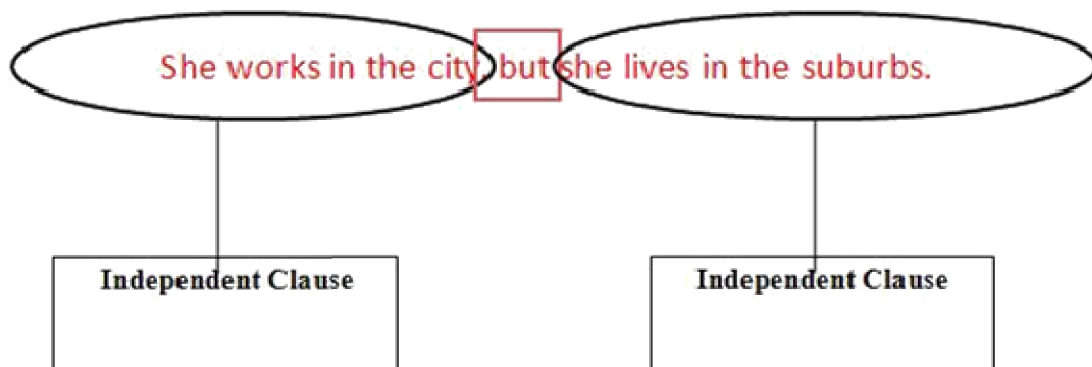 She works in the city, but she lives in the suburbs.
Independent Clause Independent Clause